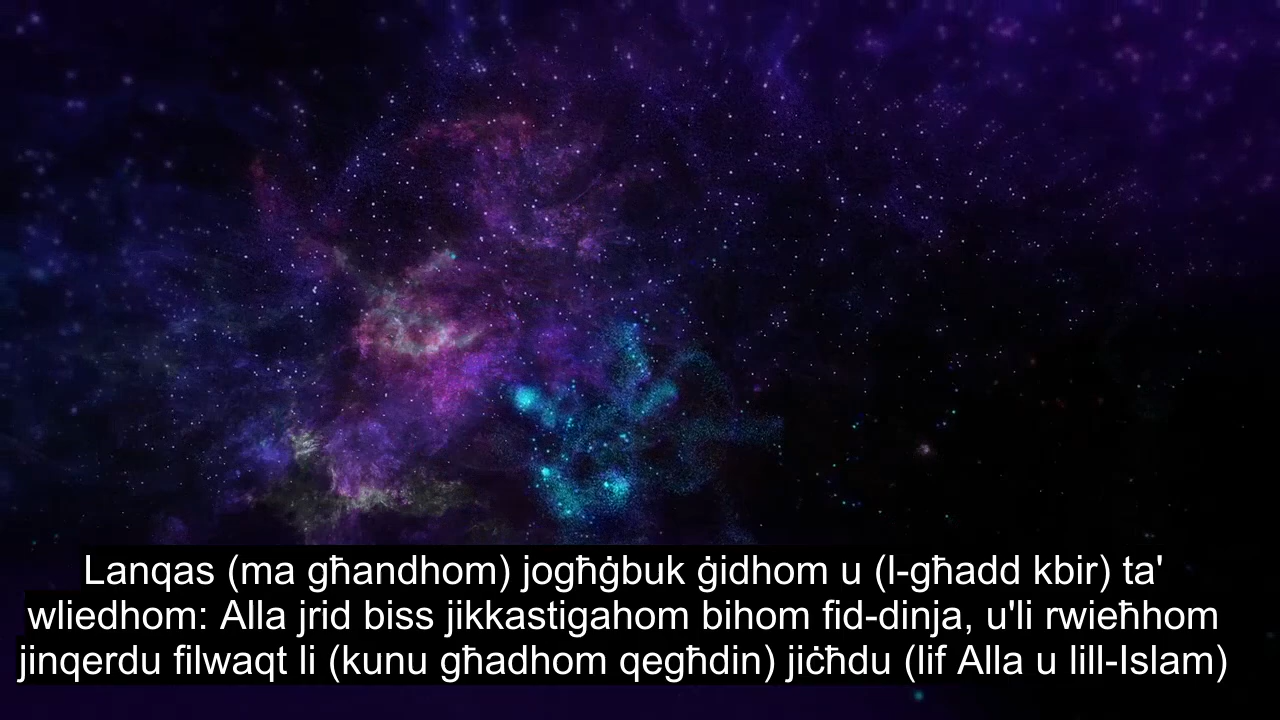 Lanqas (ma għandhom) jogħġbuk ġidhom u (l-għadd kbir) ta'
wliedhom: Alla jrid biss jikkastigahom bihom fid-dinja, u'li rwieħhom
jinqerdu filwaqt li (kunu għadhom qegħdin) jiċħdu (lif Alla u lill-Islam)